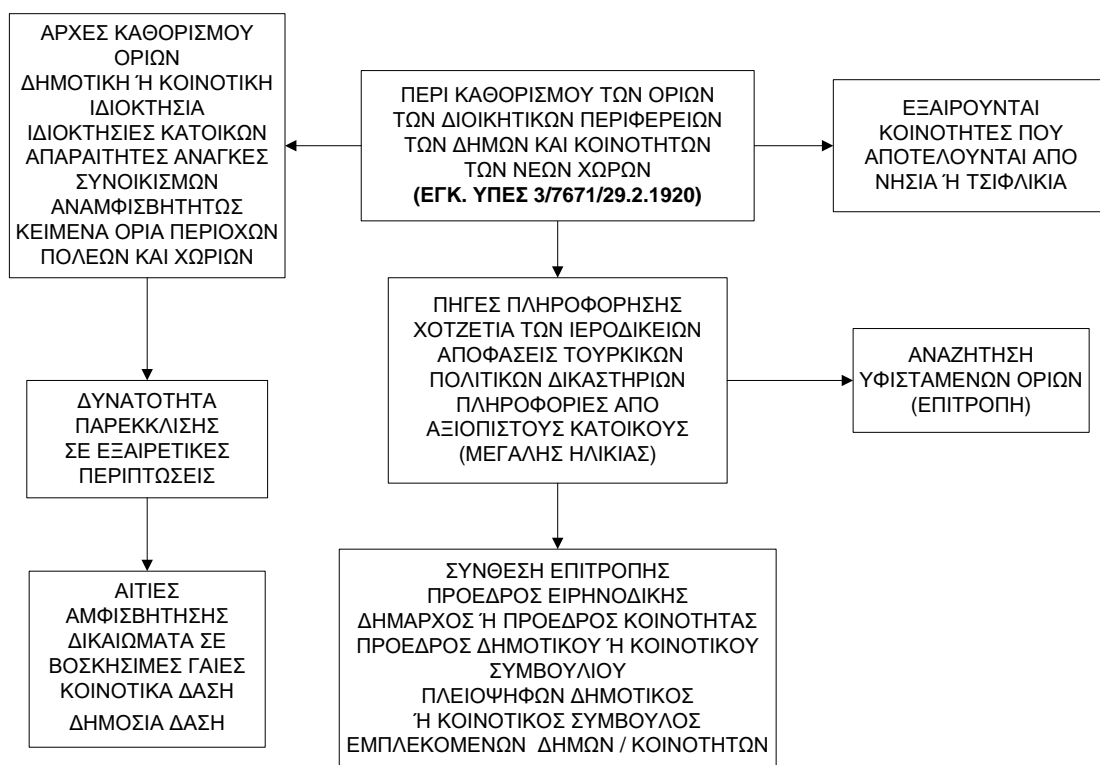 ΑΡΧΕΣ ΚΑΘΟΡΙΣΜΟΥ
ΟΡΙΩΝ
ΔΗΜΟΤΙΚΗ Ή ΚΟΙΝΟΤΙΚΗ
ΙΔΙΟΚΤΗΣΙΑ
ΙΔΙΟΚΤΗΣΙΕΣ ΚΑΤΟΙΚΩΝ
ΑΠΑΡΑΙΤΗΤΕΣ ΑΝΑΓΚΕΣ
ΣΥΝΟΙΚΙΣΜΩΝ
ΑΝΑΜΦΙΣΒΗΤΗΤΩΣ
ΚΕΙΜΕΝΑ ΟΡΙΑ ΠΕΡΙΟΧΩΝ
ΠΟΛΕΩΝ ΚΑΙ ΧΩΡΙΩΝ
ΠΕΡΙ ΚΑΘΟΡΙΣΜΟΥ ΤΩΝ ΟΡΙΩΝ
ΤΩΝ ΔΙΟΙΚΗΤΙΚΩΝ ΠΕΡΙΦΕΡΕΙΩΝ
ΤΩΝ ΔΗΜΩΝ ΚΑΙ ΚΟΙΝΟΤΗΤΩΝ
ΤΩΝ ΝΕΩΝ ΧΩΡΩΝ
(ΕΓΚ. ΥΠΕΣ 3/7671/29.2.1920)
ΕΞΑΙΡΟΥΝΤΑΙ
ΚΟΙΝΟΤΗΤΕΣ ΠΟΥ
ΑΠΟΤΕΛΟΥΝΤΑΙ ΑΠΟ
ΝΗΣΙΑ Ή ΤΣΙΦΛΙΚΙΑ
ΠΗΓΕΣ ΠΛΗΡΟΦΟΡΗΣΗΣ
ΧΟΤΖΕΤΙΑ ΤΩΝ ΙΕΡΟΔΙΚΕΙΩΝ
ΑΠΟΦΑΣΕΙΣ ΤΟΥΡΚΙΚΩΝ
ΠΟΛΙΤΙΚΩΝ ΔΙΚΑΣΤΗΡΙΩΝ
ΠΛΗΡΟΦΟΡΙΕΣ ΑΠΟ
ΑΞΙΟΠΙΣΤΟΥΣ ΚΑΤΟΙΚΟΥΣ
(ΜΕΓΑΛΗΣ ΗΛΙΚΙΑΣ)
ΑΝΑΖΗΤΗΣΗ
ΥΦΙΣΤΑΜΕΝΩΝ ΟΡΙΩΝ
(ΕΠΙΤΡΟΠΗ)
ΔΥΝΑΤΟΤΗΤΑ
ΠΑΡΕΚΚΛΙΣΗΣ
ΣΕ ΕΞΑΙΡΕΤΙΚΕΣ
ΠΕΡΙΠΤΩΣΕΙΣ
ΑΙΤΙΕΣ
ΑΜΦΙΣΒΗΤΗΣΗΣ
ΔΙΚΑΙΩΜΑΤΑ ΣΕ
ΒΟΣΚΗΣΙΜΕΣ ΓΑΙΕΣ
ΚΟΙΝΟΤΙΚΑ ΔΑΣΗ
ΔΗΜΟΣΙΑ ΔΑΣΗ
ΣΥΝΘΕΣΗ ΕΠΙΤΡΟΠΗΣ
ΠΡΟΕΔΡΟΣ ΕΙΡΗΝΟΔΙΚΗΣ
ΔΗΜΑΡΧΟΣ Ή ΠΡΟΕΔΡΟΣ ΚΟΙΝΟΤΗΤΑΣ
ΠΡΟΕΔΡΟΣ ΔΗΜΟΤΙΚΟΥ Ή ΚΟΙΝΟΤΙΚΟΥ
ΣΥΜΒΟΥΛΙΟΥ
ΠΛΕΙΟΨΗΦΩΝ ΔΗΜΟΤΙΚΟΣ
Ή ΚΟΙΝΟΤΙΚΟΣ ΣΥΜΒΟΥΛΟΣ
ΕΜΠΛΕΚΟΜΕΝΩΝ ΔΗΜΩΝ / ΚΟΙΝΟΤΗΤΩΝ